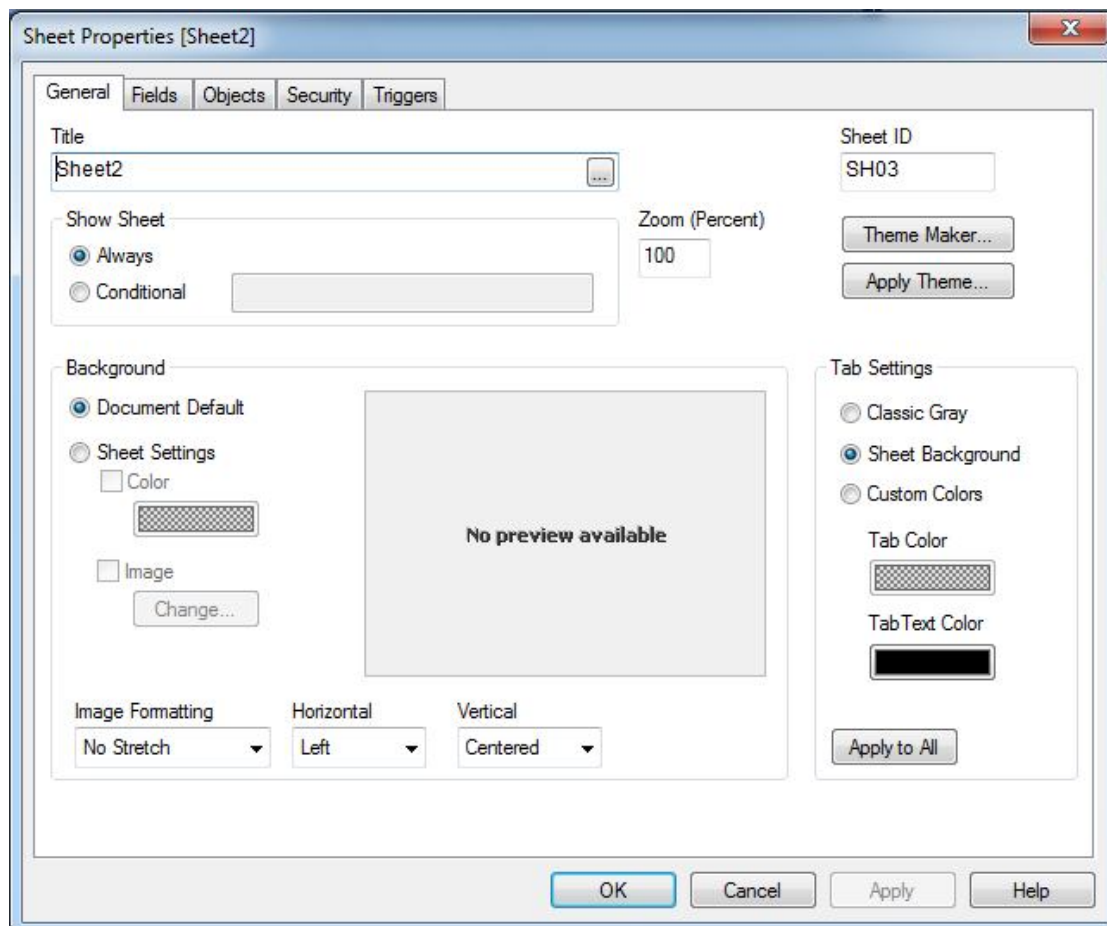 Sheet Properties [Sheet2]
General Fields Objects Security Triggers
Title
Sheet ID
Sheet2
...
SH03
Show Sheet
Zoom (Percent)
Always
100
Theme Maker...
Conditional
Apply Theme...
Background
Tab Settings
Document Default
Classic Gray
Sheet Settings
Sheet Background
Color
Custom Colors
No preview available
Tab Color
Image
Change...
Tab Text Color
Image Formatting
Horizontal
Vertical
No Stretch
Left
Centered
Apply to All
OK
Cancel
Apply
Help